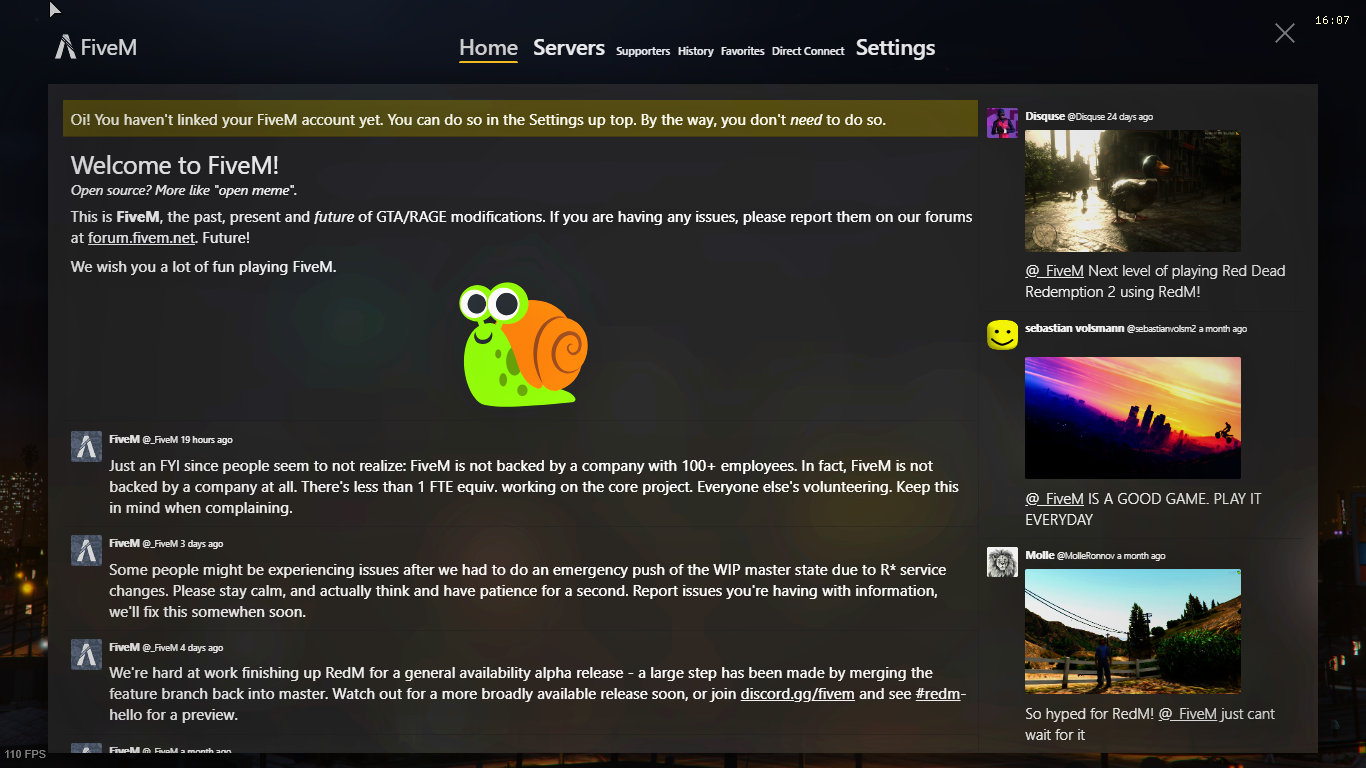 16:07
FiveM
Home Servers Supporters History Favorites Direct Connect Settings
Oi! You haven't linked your FiveM account yet. You can do so in the Settings up top. By the way, you don't need to do so.
Welcome to FiveM!
Open source? More like "open meme".
This is FiveM, the past, present and future of GTA/RAGE modifications. If you are having any issues, please report them on our forums
at forum.fivem.net. Future!
We wish you a lot of fun playing FiveM.
FiveM @_FiveM 19 hours ago
Just an FYI since people seem to not realize: FiveM is not backed by a company with 100+ employees. In fact, FiveM is not
backed by a company at all. There's less than 1 FTE equiv. working on the core project. Everyone else's volunteering. Keep this
in mind when complaining.
FiveM @_FiveM 3 days ago
Some people might be experiencing issues after we had to do an emergency push of the WIP master state due to R* service
changes. Please stay calm, and actually think and have patience for a second. Report issues you're having with information,
we'll fix this somewhen soon.
FiveM @_FiveM 4 days ago
We're hard at work finishing up RedM for a general availability alpha release - a large step has been made by merging the
feature branch back into master. Watch out for a more broadly available release soon, or join discord.gg/fivem and see #redm-
hello for a preview.
FiveM @_FiveM a month ago
Disquse @Disquse 24 days ago
@_FiveM Next level of playing Red Dead
Redemption 2 using RedM!
sebastian volsmann @sebastianvolsm2 a month ago
@_FiveM IS A GOOD GAME. PLAY IT
EVERYDAY
Molle @MolleRonnov a month ago
So hyped for RedM! @_FiveM just cant
wait for it
110 FPS